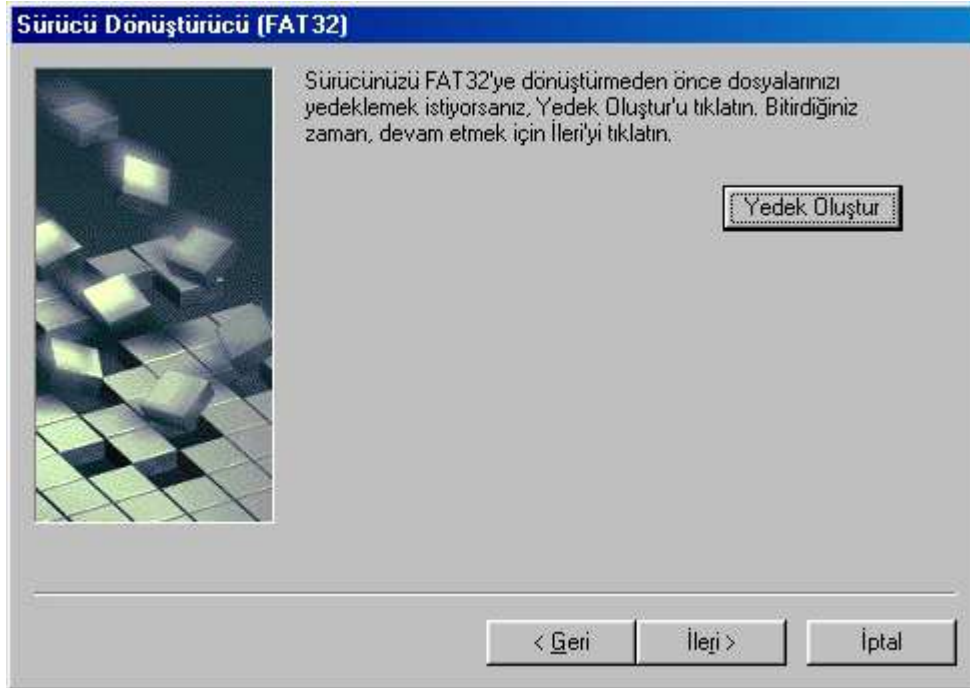 Sürücü Dönüştürücü (FAT32)
Sürücünüzü FAT32'ye dönüştürmeden önce dosyalarınızı
yedeklemek istiyorsanız, Yedek Oluştur'u tıklatın. Bitirdiğiniz
zaman, devam etmek için İleri'yi tıklatın.
Yedek Oluştur
< Geri İleri > İptal